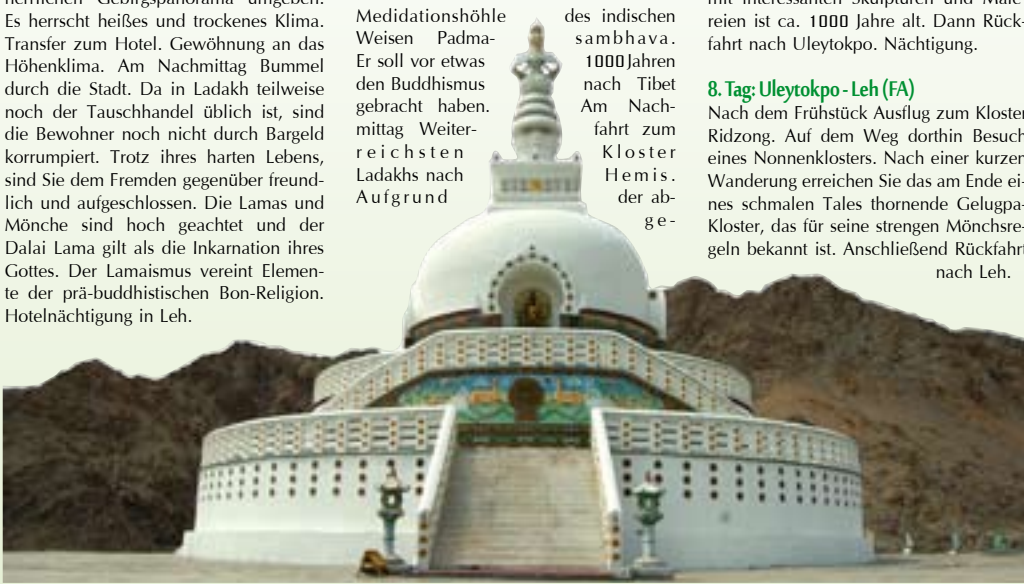 herrlichen Gebirgspanorama umgeben.
Es herrscht heißes und trockenes Klima.
Transfer zum Hotel. Gewöhnung an das
Höhenklima. Am Nachmittag Bummel
durch die Stadt. Da in Ladakh teilweise
noch der Tauschhandel üblich ist, sind
die Bewohner noch nicht durch Bargeld
korrumpiert. Trotz ihres harten Lebens,
sind Sie dem Fremden gegenüber freund-
lich und aufgeschlossen. Die Lamas und
Mönche sind hoch geachtet und der
Dalai Lama gilt als die Inkarnation ihres
Gottes. Der Lamaismus vereint Elemen-
te der prä-buddhistischen Bon-Religion.
Hotelnächtigung in Leh.
Medidationshöhle des indischen
Weisen Padma- sambhava.
Er soll vor etwas 1000 Jahren
den Buddhismus nach Tibet
gebracht haben. Am Nach-
mittag Weiter- fahrt zum
reichsten Kloster
Ladakhs nach Hemis.
Aufgrund der ab-
ge-
mit interessanten Skulpturen und Male-
reien ist ca. 1000 Jahre alt. Dann Rück-
fahrt nach Uleytokpo. Nächtigung.
8. Tag: Uleytokpo - Leh (FA)
Nach dem Frühstück Ausflug zum Kloster
Ridzong. Auf dem Weg dorthin Besuch
eines Nonnenklosters. Nach einer kurzen
Wanderung erreichen Sie das am Ende ei-
nes schmalen Tales thornende Gelugpa-
Kloster, das für seine strengen Mönchsre-
geln bekannt ist. Anschließend Rückfahrt
nach Leh.